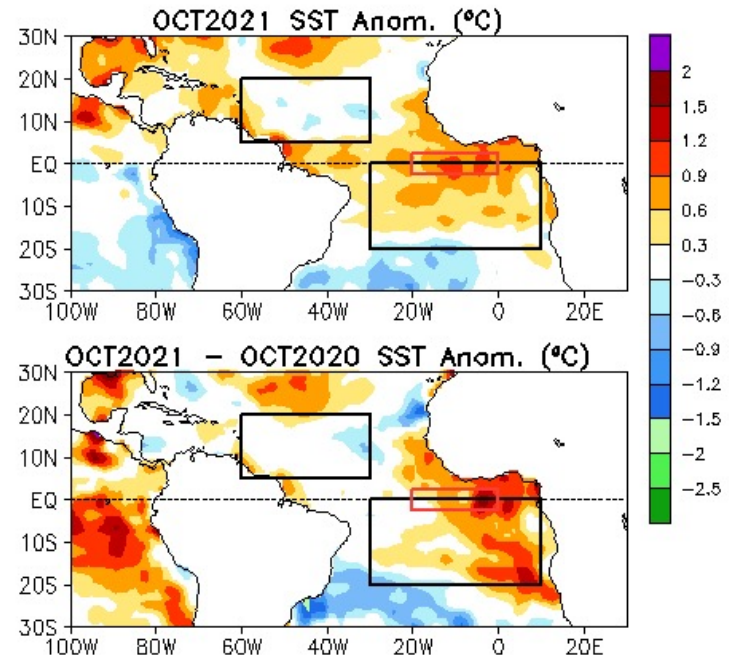 OCT2021 SST Anom. (°C)
30N
20N
10N
EQ
10S
20S
30S
100W 80W 60W 40W 20W 0 20E
OCT2021 - OCT2020 SST Anom. (°C)
30N
20N
10N
EQ
10S
20S
30S
100W 80W 60W 40W 20W 0 20E
2
1.5
1.2
0.9
0.6
0.3
-0.3
-0.6
-0.9
-1.2
-1.5
-2
-2.5